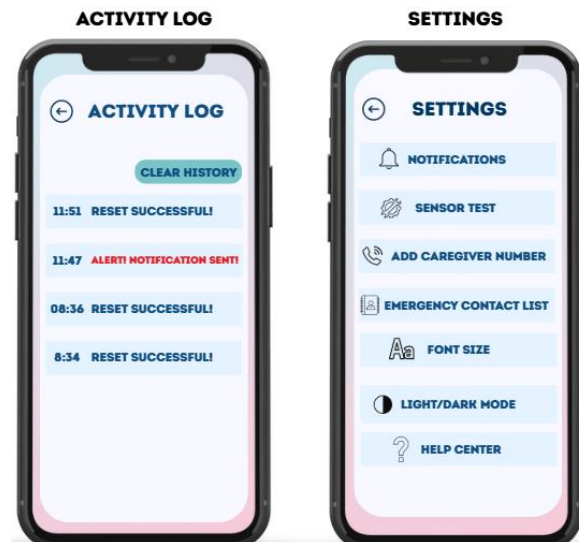 ACTIVITY LOG
ACTIVITY LOG
CLEAR HISTORY
11:51 RESET SUCCESSFUL!
11:47 ALERT! NOTIFICATION SENT!
08:36 RESET SUCCESSFUL!
8:34 RESET SUCCESSFUL!
SETTINGS
SETTINGS
NOTIFICATIONS
SENSOR TEST
ADD CAREGIVER NUMBER
EMERGENCY CONTACT LIST
Aa FONT SIZE
LIGHT/DARK MODE
? HELP CENTER